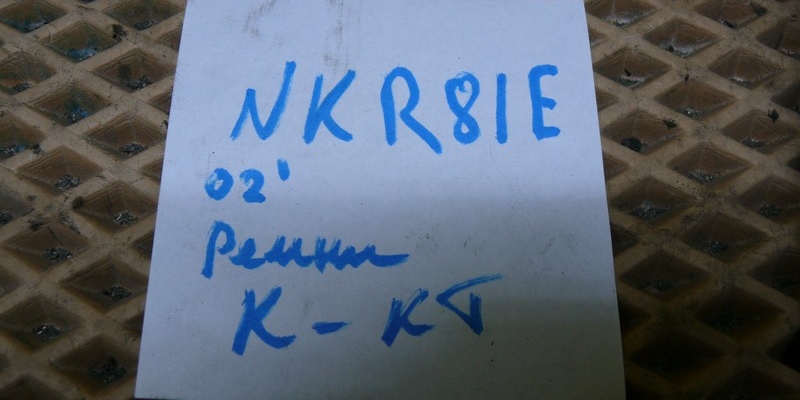 NKR81E
02'
Ремни
К-кт